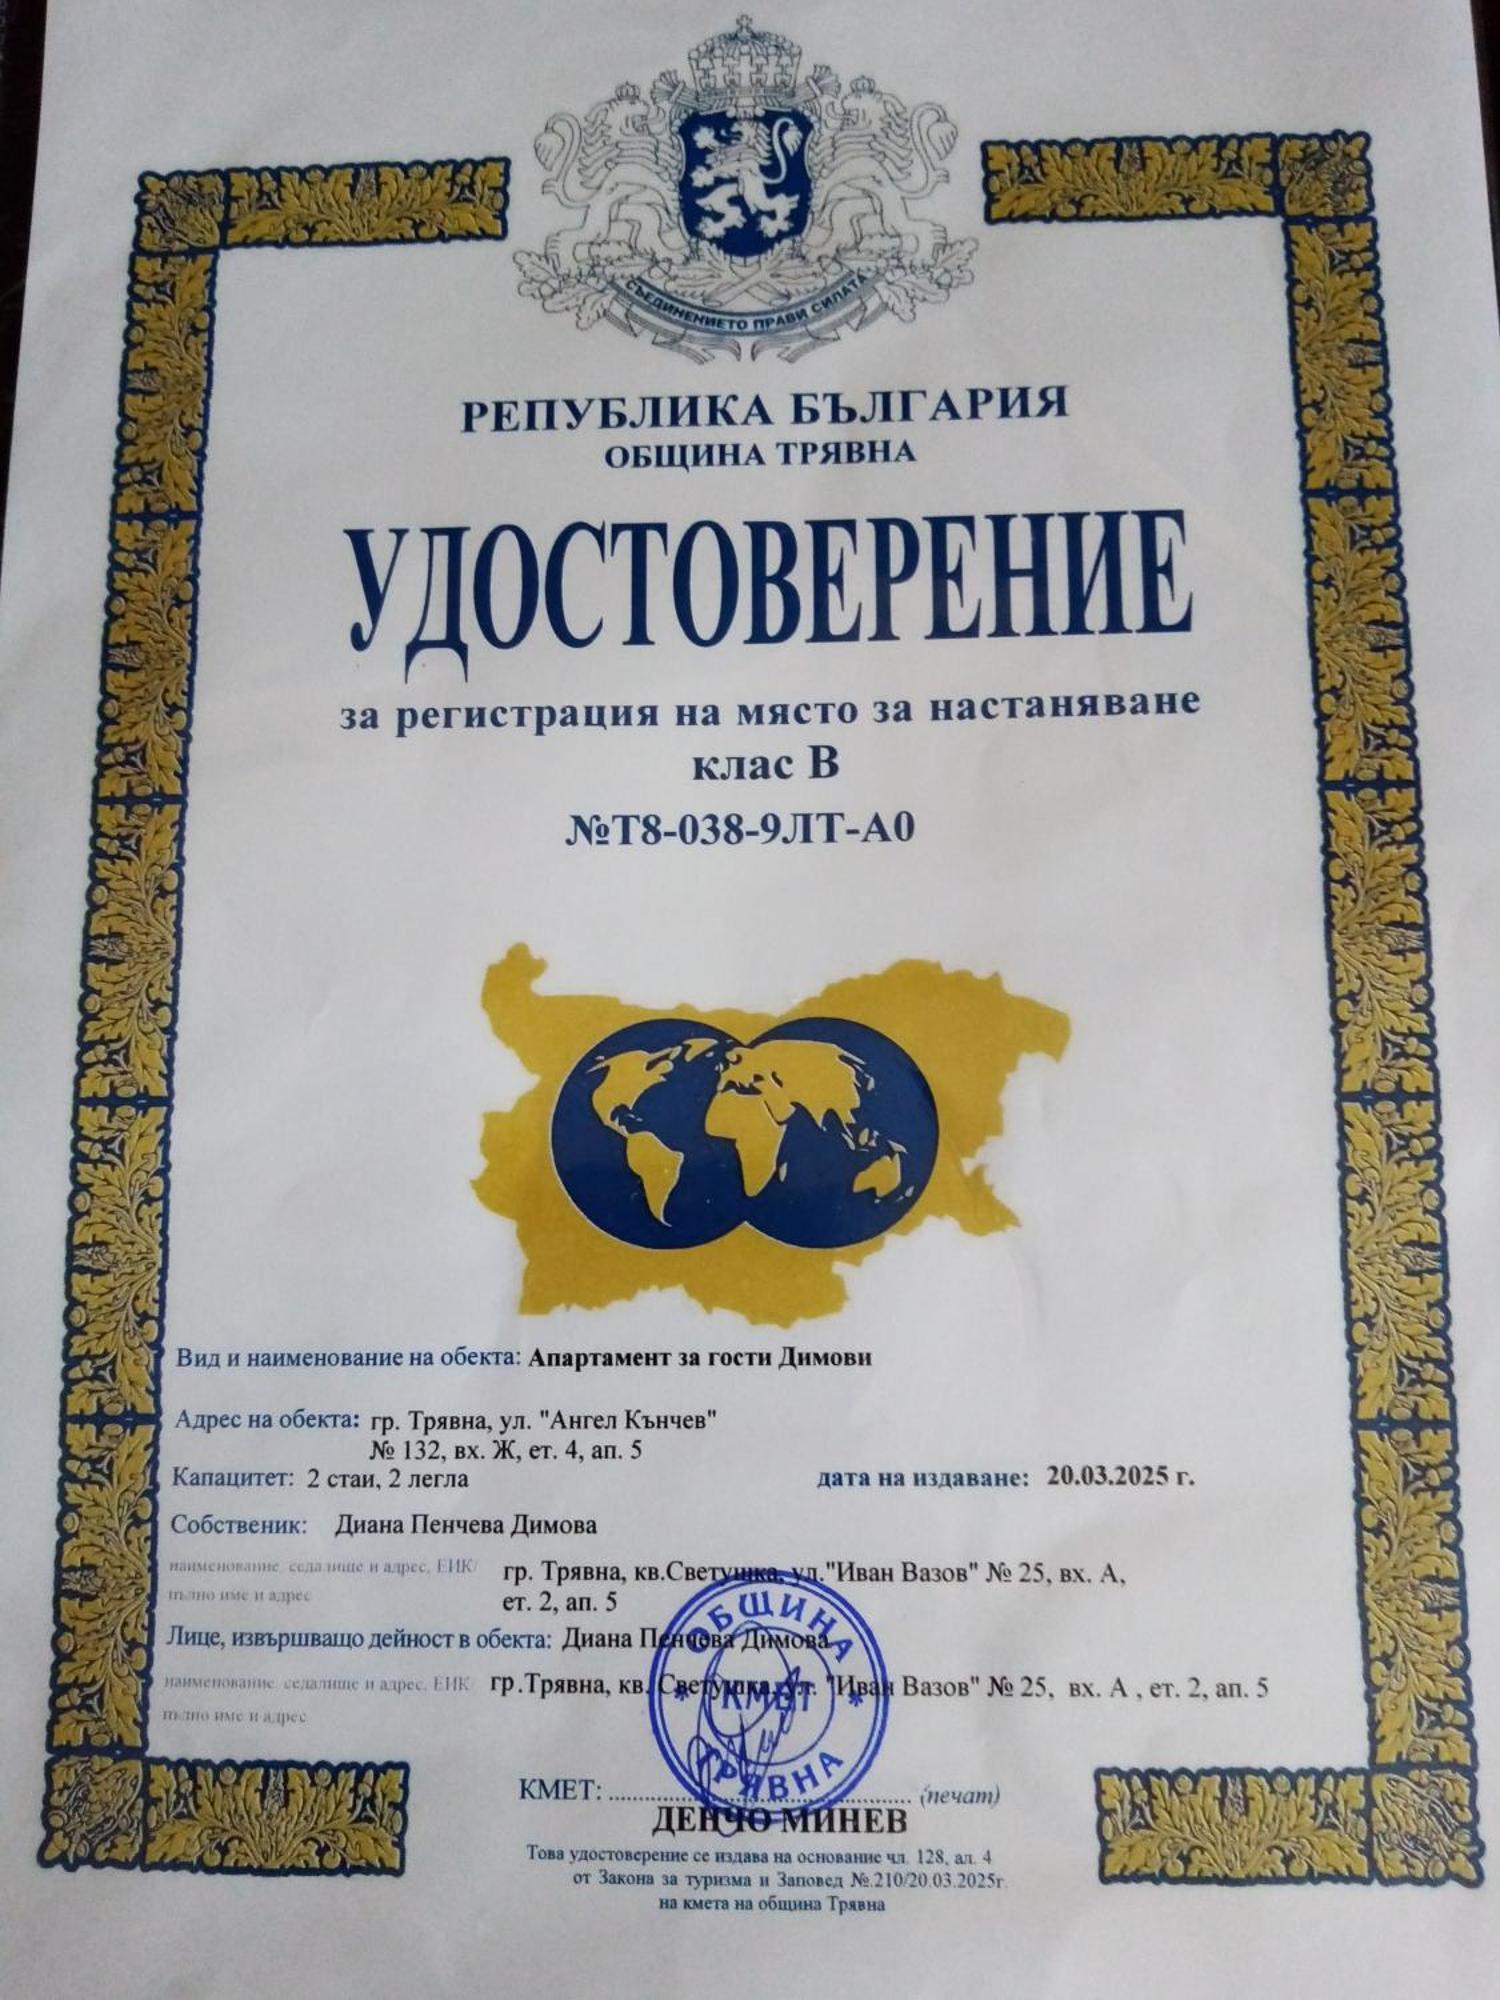 СЪЕДИНЕНИЕТО ПРАВИ СИЛАТА
РЕПУБЛИКА БЪЛГАРИЯ
ОБЩИНА ТРЯВНА
УДОСТОВЕРЕНИЕ
за регистрация на място за настаняване
клас В
№Т8-038-9ЛТ-А0
Вид и наименование на обекта: Апартамент за гости Димови
Адрес на обекта: гр. Трявна, ул. "Ангел Кънчев"
№ 132, вх. Ж, ет. 4, ап. 5
Капацитет: 2 стаи, 2 легла дата на издаване: 20.03.2025 г.
Собственик: Диана Пенчева Димова
наименование, седалище и адрес, ЕИК/ гр. Трявна, кв.Светушка, ул."Иван Вазов" № 25, вх. А,
пълно име и адрес ет. 2, ап. 5
Лице, извършващо дейност в обекта: Диана Пенчева Димова
наименование, седалище и адрес, ЕИК гр.Трявна, кв. Светушка, ул. "Иван Вазов" № 25, вх. А , ет. 2, ап. 5
пълно име и адрес
ОБЩИНА
* КМЕТ *
ТРЯВНА
КМЕТ: ........................................ (печат)
ДЕНЧО МИНЕВ
Това удостоверение се издава на основание чл. 128, ал. 4
от Закона за туризма и Заповед №.210/20.03.2025г.
на кмета на община Трявна